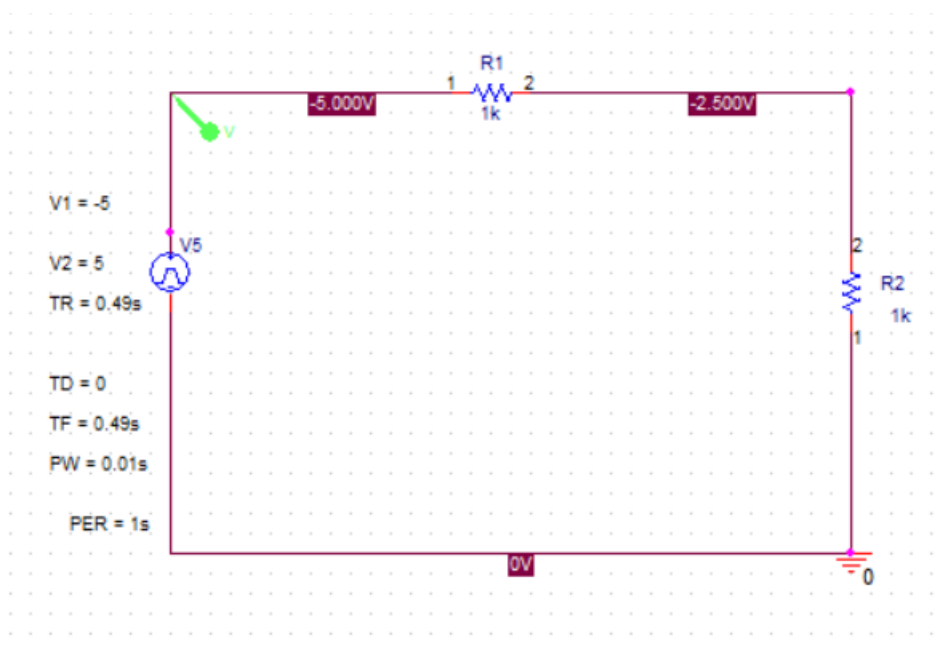 R1
1 2
-5.000V
1k
-2.500V
V
V1 = -5
V5
V2 = 5
2
TR = 0.49s
R2
1k
1
TD = 0
TF = 0.49s
PW = 0.01s
PER = 1s
0V
0